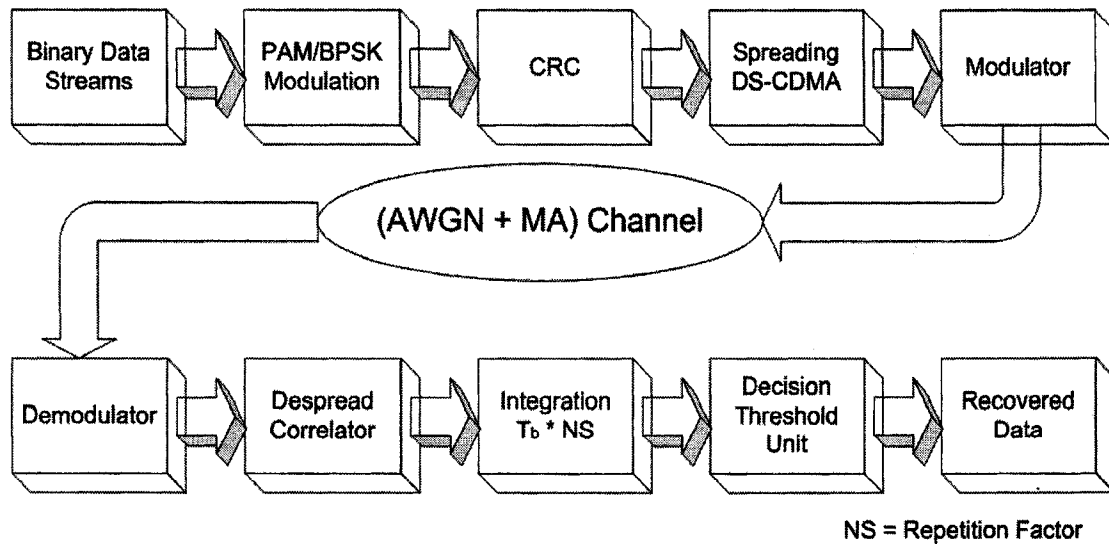 Binary Data
Streams
PAM/BPSK
Modulation
CRC
Spreading
DS-CDMA
Modulator
(AWGN + MA) Channel
Demodulator
Despread
Correlator
Integration
Tb * NS
Decision
Threshold
Unit
Recovered
Data
NS = Repetition Factor